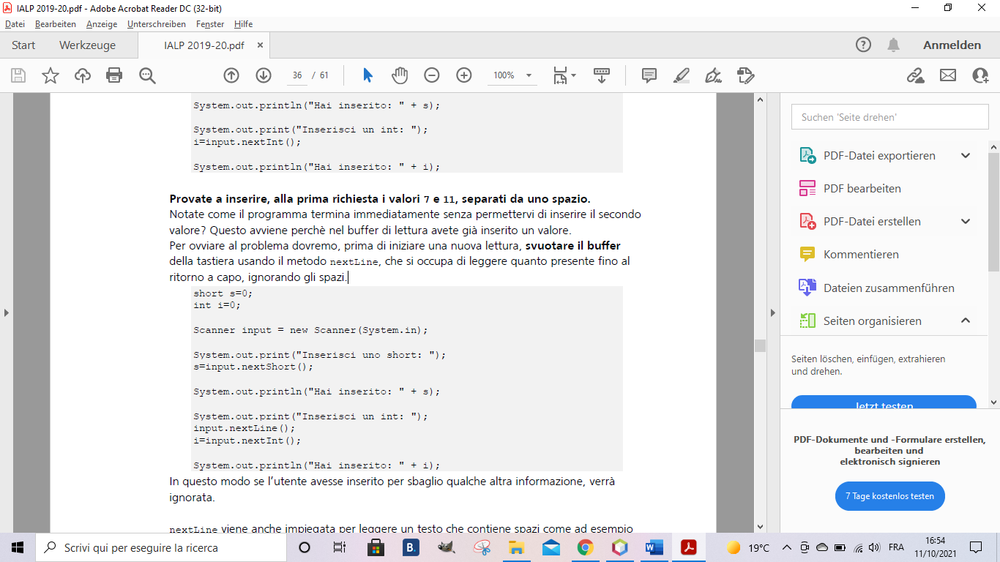 IALP 2019-20.pdf - Adobe Acrobat Reader DC (32-bit)
Datei Bearbeiten Anzeige Unterschreiben Fenster Hilfe
Start Werkzeuge IALP 2019-20.pdf × Anmelden
36 / 61 100%
System.out.println("Hai inserito: " + s);
System.out.print("Inserisci un int: ");
i=input.nextInt();
System.out.println("Hai inserito: " + i);
Provate a inserire, alla prima richiesta i valori 7 e 11, separati da uno spazio.
Notate come il programma termina immediatamente senza permettervi di inserire il secondo
valore? Questo avviene perchè nel buffer di lettura avete già inserito un valore.
Per ovviare al problema dovremo, prima di iniziare una nuova lettura, svuotare il buffer
della tastiera usando il metodo nextLine, che si occupa di leggere quanto presente fino al
ritorno a capo, ignorando gli spazi.
short s=0;
int i=0;
Scanner input = new Scanner(System.in);
System.out.print("Inserisci uno short: ");
s=input.nextShort();
System.out.println("Hai inserito: " + s);
System.out.print("Inserisci un int: ");
input.nextLine();
i=input.nextInt();
System.out.println("Hai inserito: " + i);
In questo modo se l'utente avesse inserito per sbaglio qualche altra informazione, verrà
ignorata.
nextLine viene anche impiegata per leggere un testo che contiene spazi come ad esempio
Suchen 'Seite drehen'
PDF-Datei exportieren
PDF bearbeiten
PDF-Datei erstellen
Kommentieren
Dateien zusammenführen
Seiten organisieren
Seiten löschen, einfügen, extrahieren
und drehen.
Jetzt testen
PDF-Dokumente und -Formulare erstellen,
bearbeiten und
elektronisch signieren
7 Tage kostenlos testen
Scrivi qui per eseguire la ricerca
B.
19°C
FRA
16:54
11/10/2021